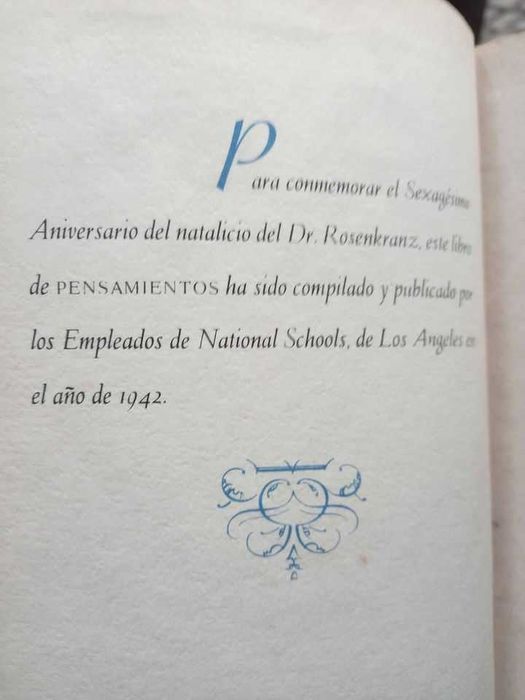 Para conmemorar el Sexagésimo
Aniversario del natalicio del Dr. Rosenkranz, este libro
de PENSAMIENTOS ha sido compilado y publicado por
los Empleados de National Schools, de Los Angeles en
el año de 1942.